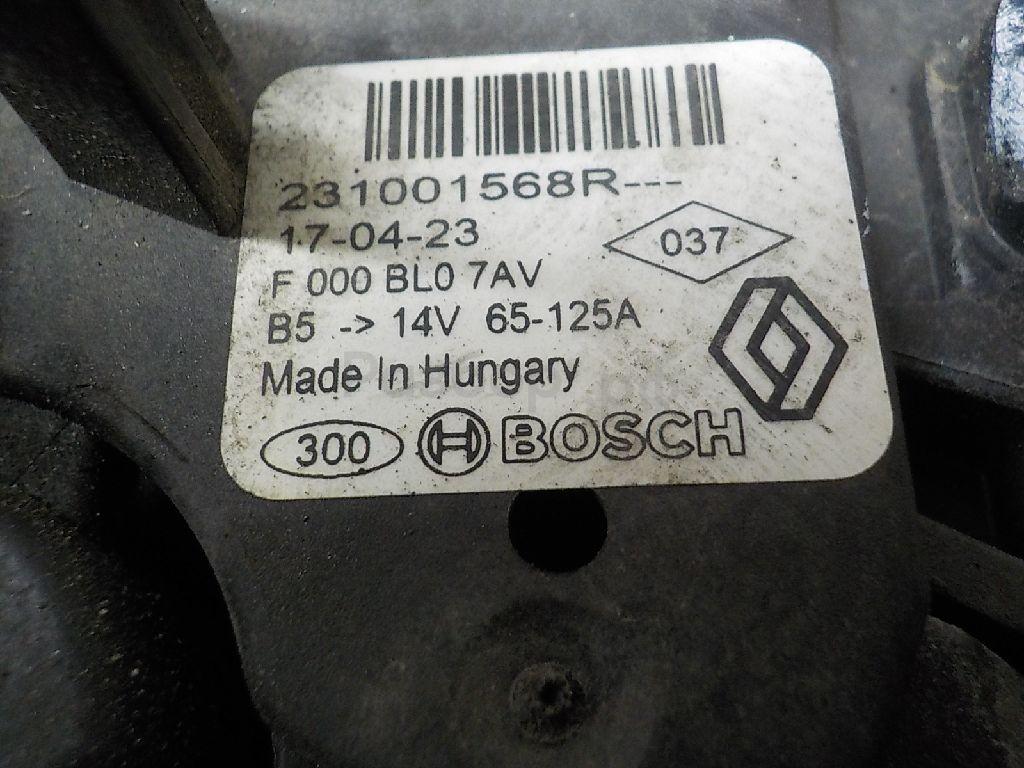 231001568R---
17-04-23
037
F 000 BL0 7AV
B5 -> 14V 65-125A
Made In Hungary
300 BOSCH